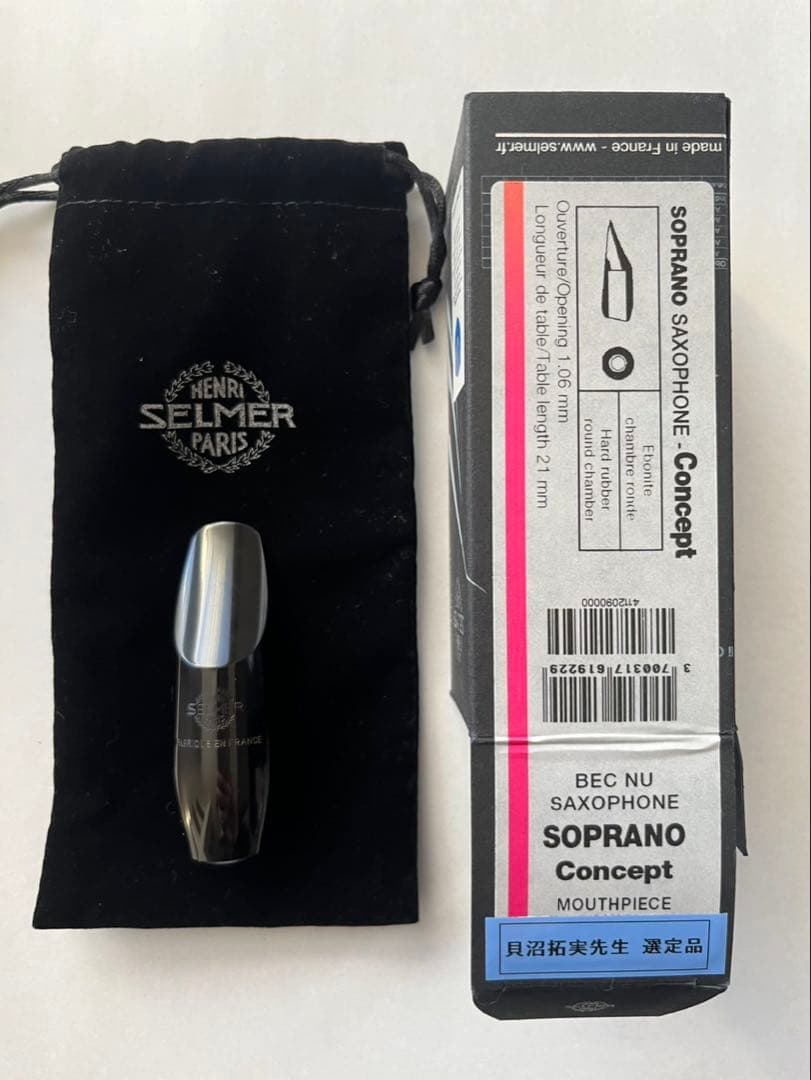 HENRI
SELMER
PARIS
SELMER
FABRIQUE EN FRANCE
made in France - www.selmer.fr
SOPRANO SAXOPHONE - Concept
Ebonite
chambre ronde
Hard rubber
round chamber
Ouverture/Opening 1.06 mm
Longueur de table/Table length 21 mm
4112090000
3 700317 619229
BEC NU
SAXOPHONE
SOPRANO
Concept
MOUTHPIECE
貝沼拓実先生 選定品